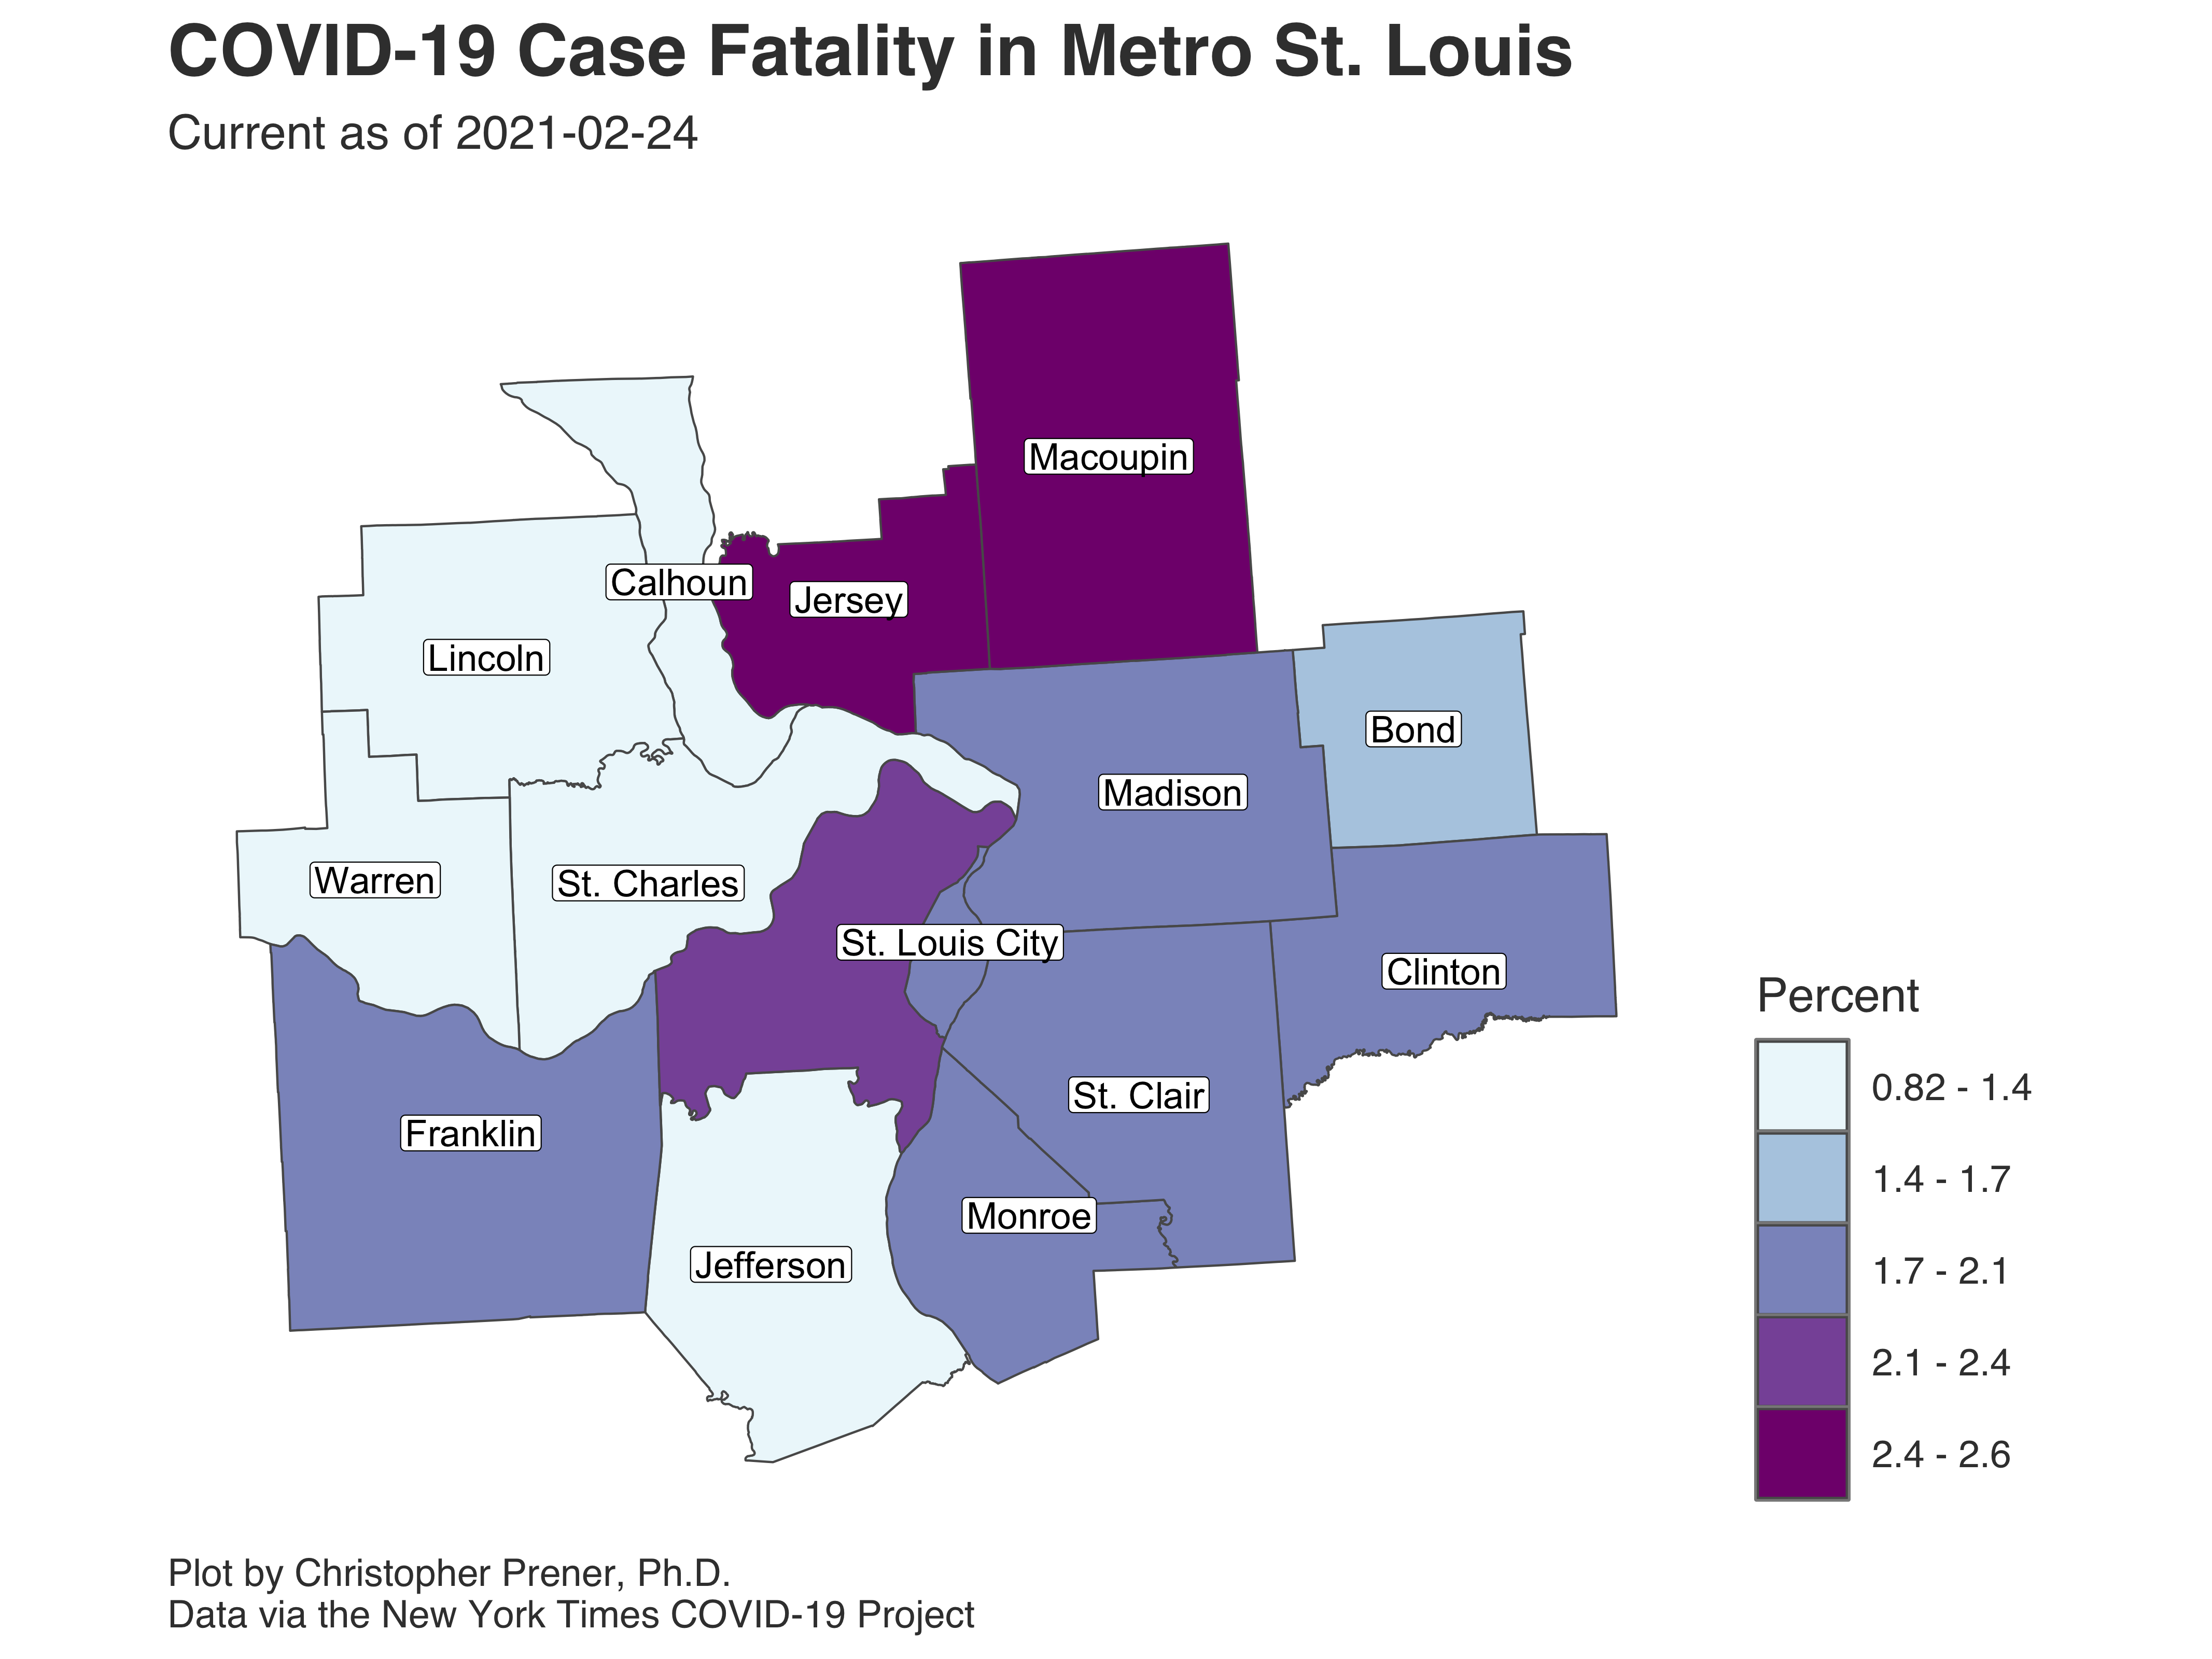 COVID-19 Case Fatality in Metro St. Louis
Current as of 2021-02-24
Macoupin
Calhoun
Jersey
Lincoln
Bond
Madison
Warren
St. Charles
St. Louis City
Clinton
St. Clair
Franklin
Monroe
Jefferson
Percent
0.82 - 1.4
1.4 - 1.7
1.7 - 2.1
2.1 - 2.4
2.4 - 2.6
Plot by Christopher Prener, Ph.D.
Data via the New York Times COVID-19 Project